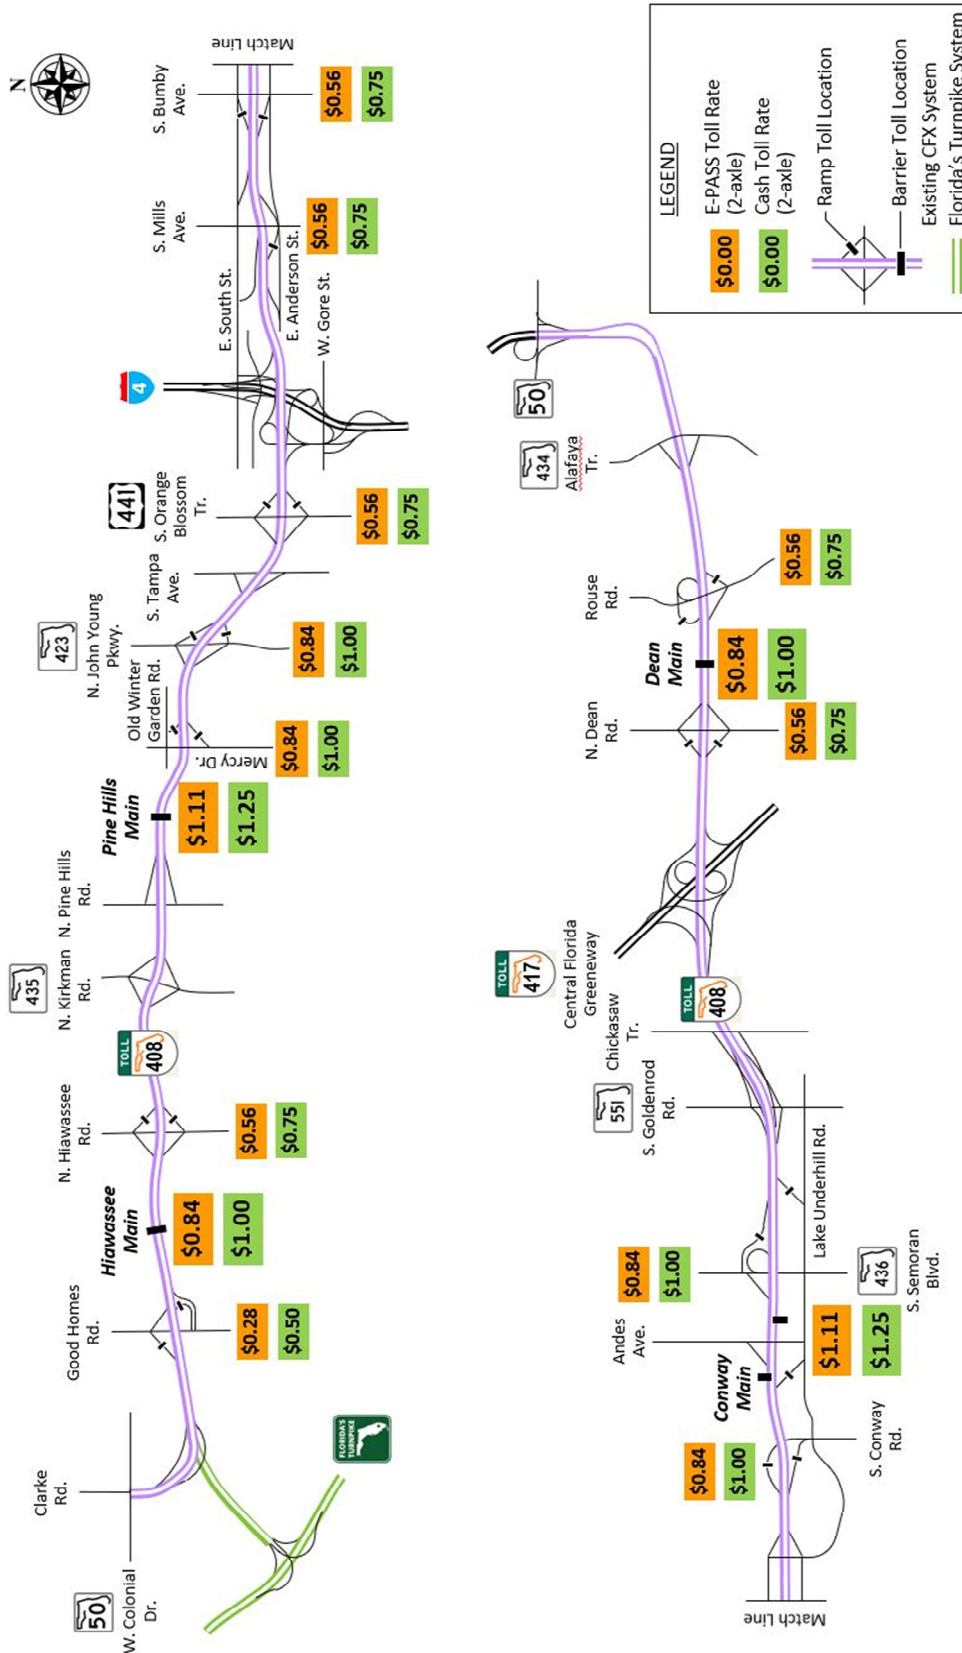 N
50
W. Colonial
Dr.
Clarke
Rd.
FLORIDA'S
TURNPIKE
Good Homes
Rd.
$0.28
$0.50
Hiawassee
Main
$0.84
$1.00
N. Hiawassee
Rd.
$0.56
$0.75
TOLL
408
435
N. Kirkman
Rd.
N. Pine Hills
Rd.
Pine Hills
Main
$1.11
$1.25
Old Winter
Garden Rd.
Mercy Dr.
$0.84
$1.00
423
N. John Young
Pkwy.
$0.84
$1.00
S. Tampa
Ave.
441
S. Orange
Blossom
Tr.
$0.56
$0.75
4
E. South St.
E. Anderson St.
W. Gore St.
S. Mills
Ave.
$0.56
$0.75
S. Bumby
Ave.
$0.56
$0.75
Match Line
Match Line
$0.84
$1.00
S. Conway
Rd.
Conway
Main
$1.11
$1.25
Andes
Ave.
$0.84
$1.00
436
S. Semoran
Blvd.
Lake Underhill Rd.
551
S. Goldenrod
Rd.
Chickasaw
Tr.
TOLL
408
TOLL
417
Central Florida
Greeneway
N. Dean
Rd.
$0.56
$0.75
Dean
Main
$0.84
$1.00
Rouse
Rd.
$0.56
$0.75
434
Alafaya
Tr.
50
LEGEND
$0.00
E-PASS Toll Rate
(2-axle)
$0.00
Cash Toll Rate
(2-axle)
Ramp Toll Location
Barrier Toll Location
Existing CFX System
Florida's Turnpike System